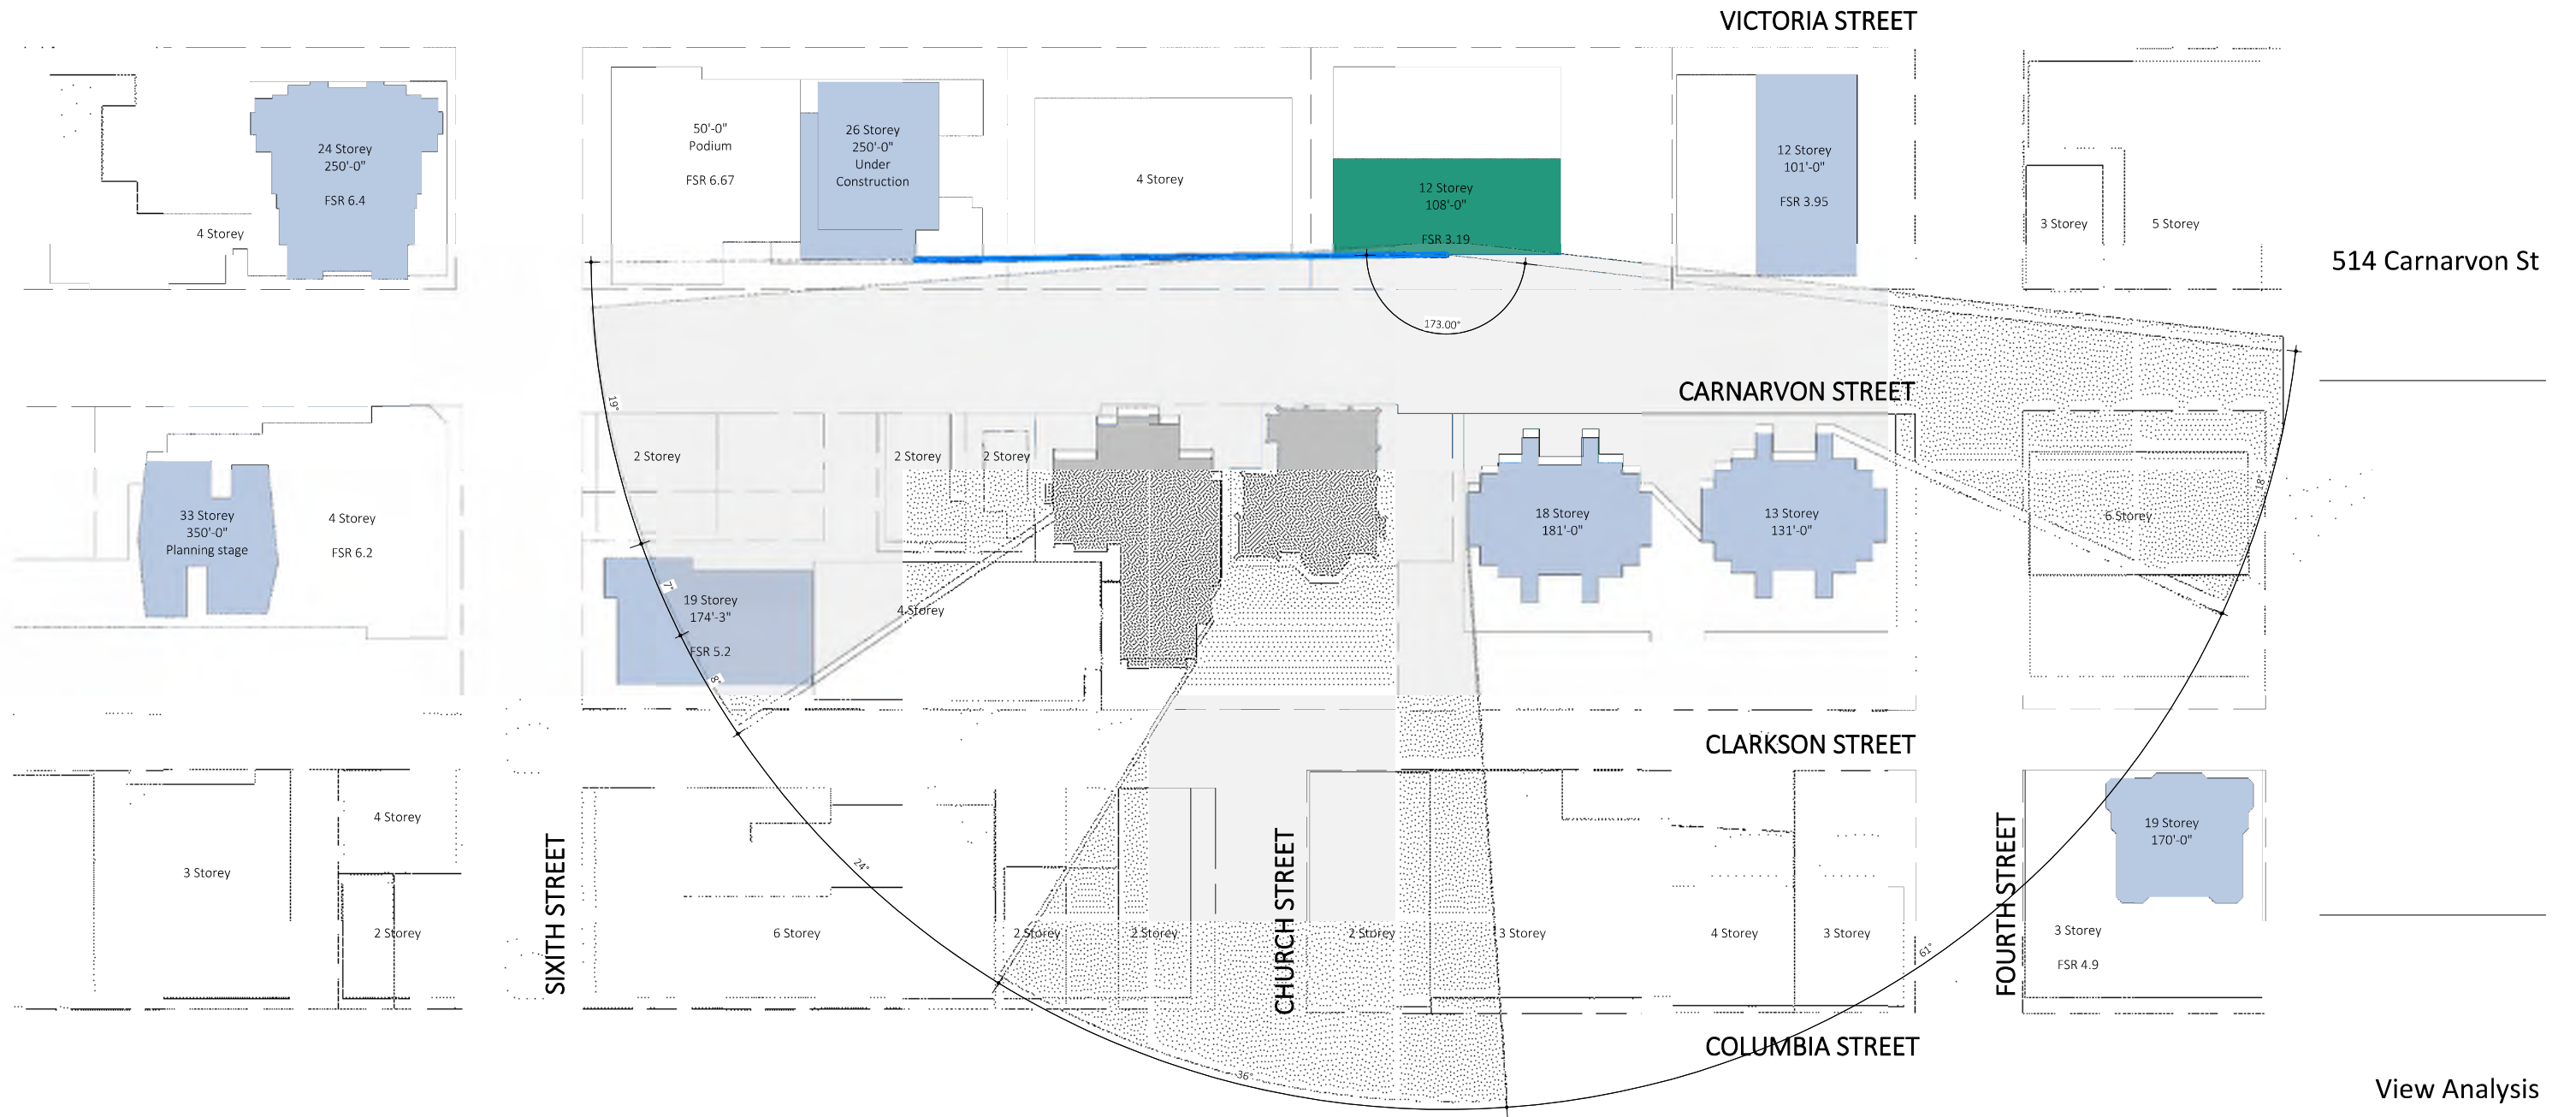 VICTORIA STREET
24 Storey
250'-0"
FSR 6.4
4 Storey
50'-0"
Podium
FSR 6.67
26 Storey
250'-0"
Under
Construction
4 Storey
12 Storey
108'-0"
FSR 3.19
12 Storey
101'-0"
FSR 3.95
3 Storey
5 Storey
514 Carnarvon St
173.00°
CARNARVON STREET
19°
33 Storey
350'-0"
Planning stage
4 Storey
FSR 6.2
2 Storey
2 Storey
2 Storey
18 Storey
181'-0"
13 Storey
131'-0"
18°
6 Storey
7°
19 Storey
174'-3"
FSR 5.2
8°
4 Storey
CLARKSON STREET
4 Storey
3 Storey
2 Storey
SIXITH STREET
24°
6 Storey
2 Storey
2 Storey
CHURCH STREET
2 Storey
3 Storey
4 Storey
3 Storey
61°
FOURTH STREET
19 Storey
170'-0"
3 Storey
FSR 4.9
36°
COLUMBIA STREET
View Analysis